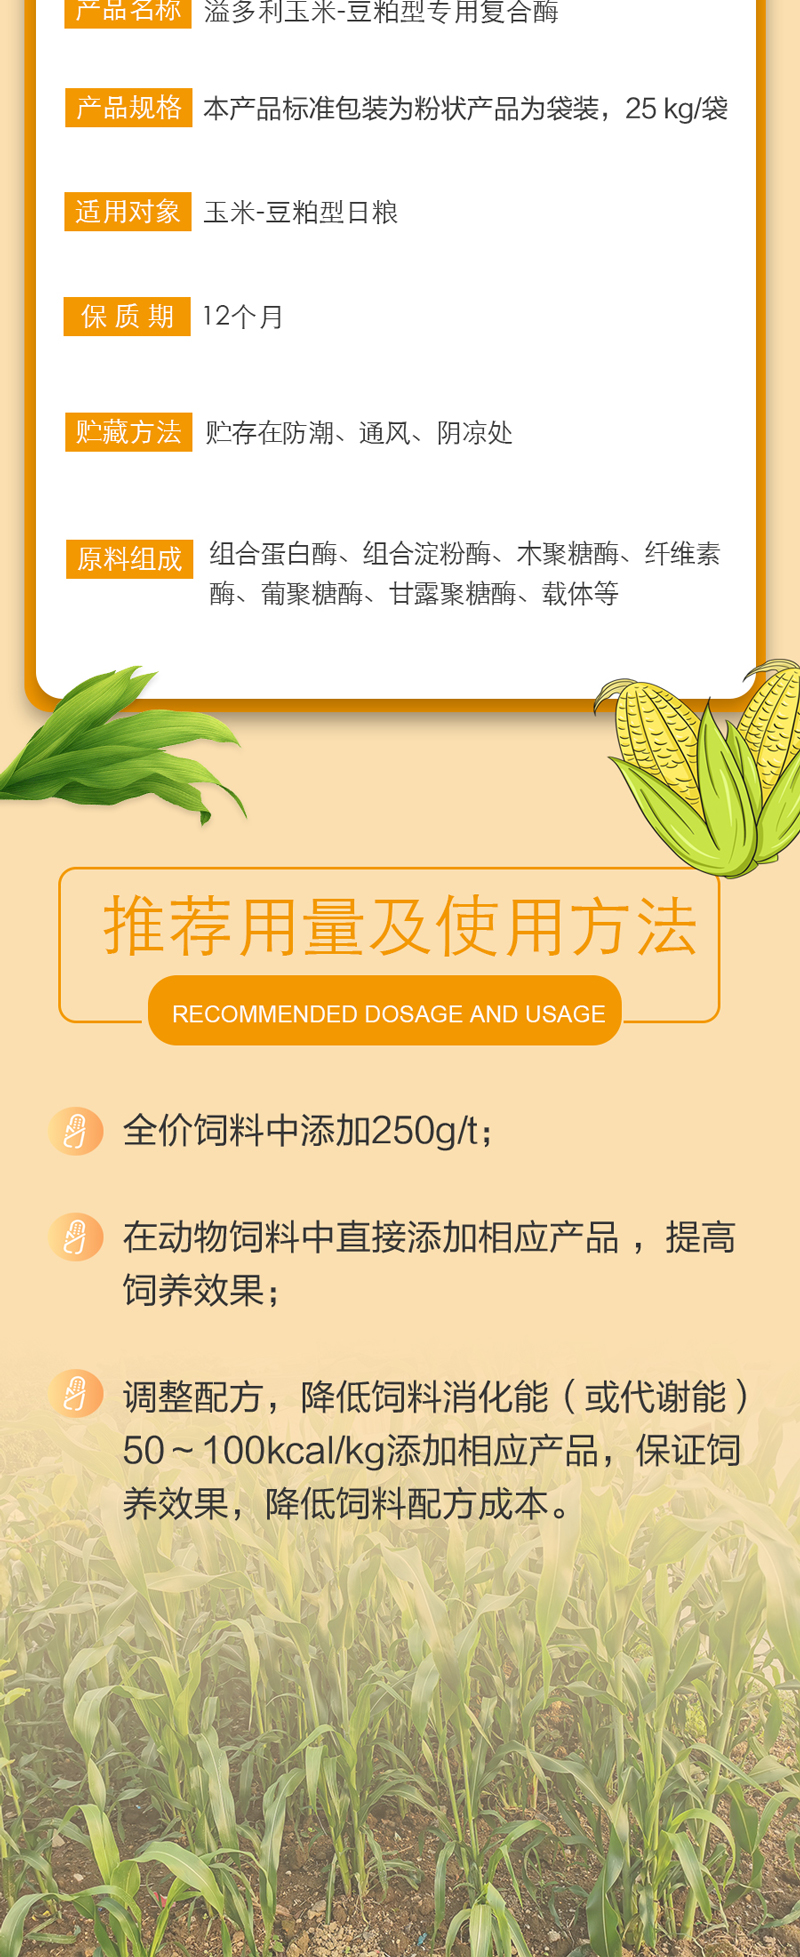 产品名称 溢多利玉米-豆粕型专用复合酶
产品规格 本产品标准包装为粉状产品为袋装，25 kg/袋
适用对象 玉米-豆粕型日粮
保质期 12个月
贮藏方法 贮存在防潮、通风、阴凉处
原料组成 组合蛋白酶、组合淀粉酶、木聚糖酶、纤维素
酶、葡聚糖酶、甘露聚糖酶、载体等
推荐用量及使用方法
RECOMMENDED DOSAGE AND USAGE
全价饲料中添加250g/t；
在动物饲料中直接添加相应产品 ，提高
饲养效果；
调整配方，降低饲料消化能（或代谢能）
50～100kcal/kg添加相应产品，保证饲
养效果，降低饲料配方成本。